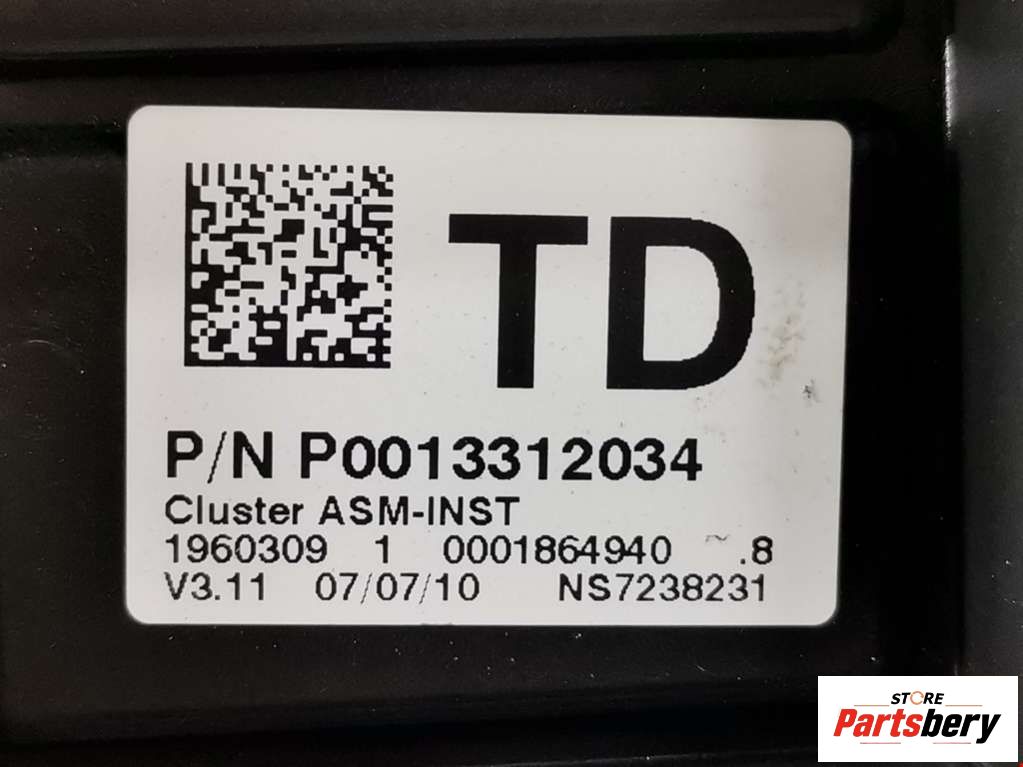 TD
P/N P0013312034
Cluster ASM-INST
1960309 1 0001864940 .8
V3.11 07/07/10 NS7238231
STORE
Partsbery